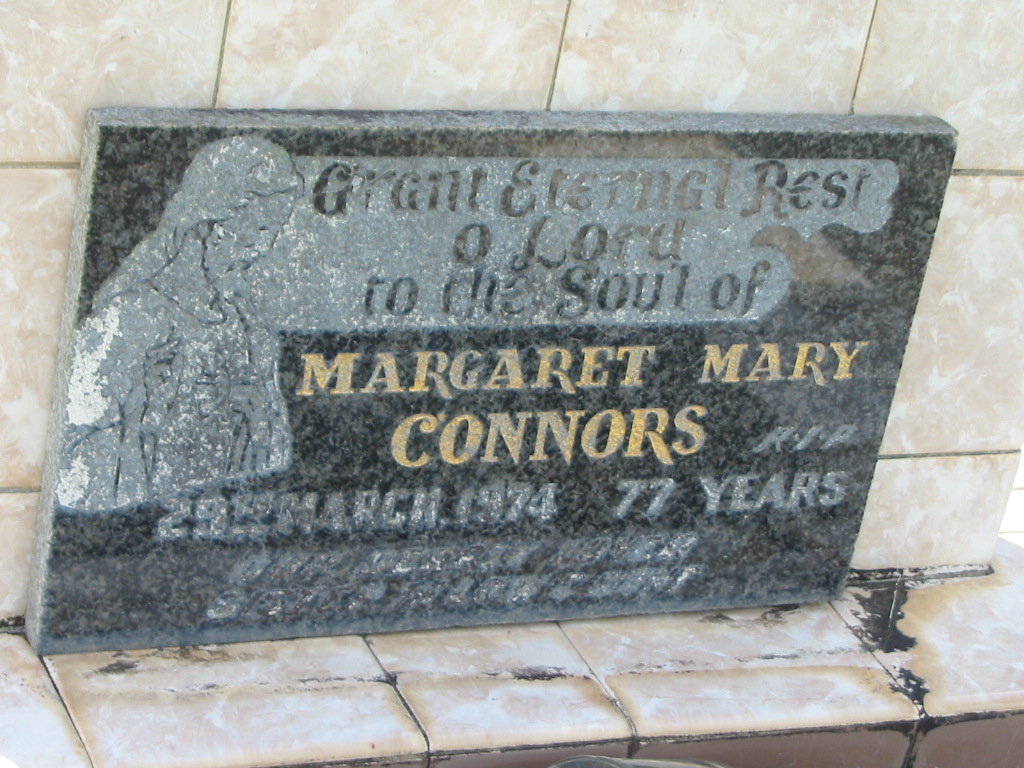 Grant Eternal Rest
O Lord
to the Soul of
MARGARET MARY
CONNORS
R.I.P.
29TH MARCH. 1974 77 YEARS